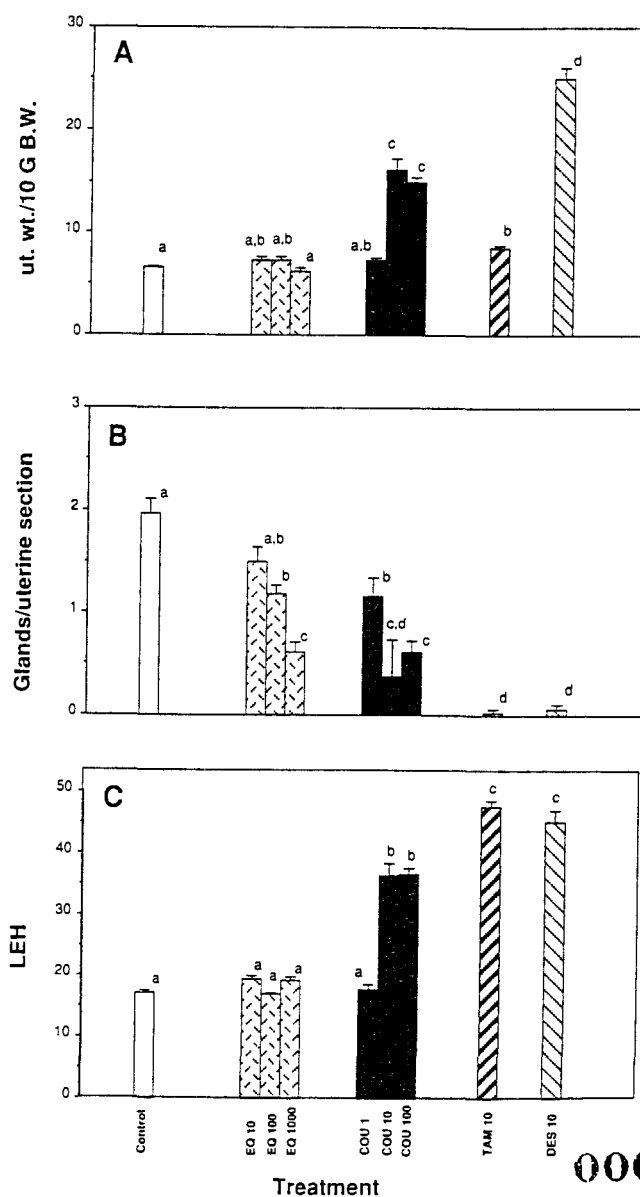 30
A
d
20
c
c
ut. wt./10 G B.W.
10
a
a,b
a,b
a
a,b
b
0
3
B
a
2
a,b
b
b
c,d
c
c
Glands/uterine section
1
d
d
0
50
C
c
c
40
b
b
30
LEH
20
a
a
a
a
a
10
0
Control
EQ 10
EQ 100
EQ 1000
COU 1
COU 10
COU 100
TAM 10
DES 10
Treatment